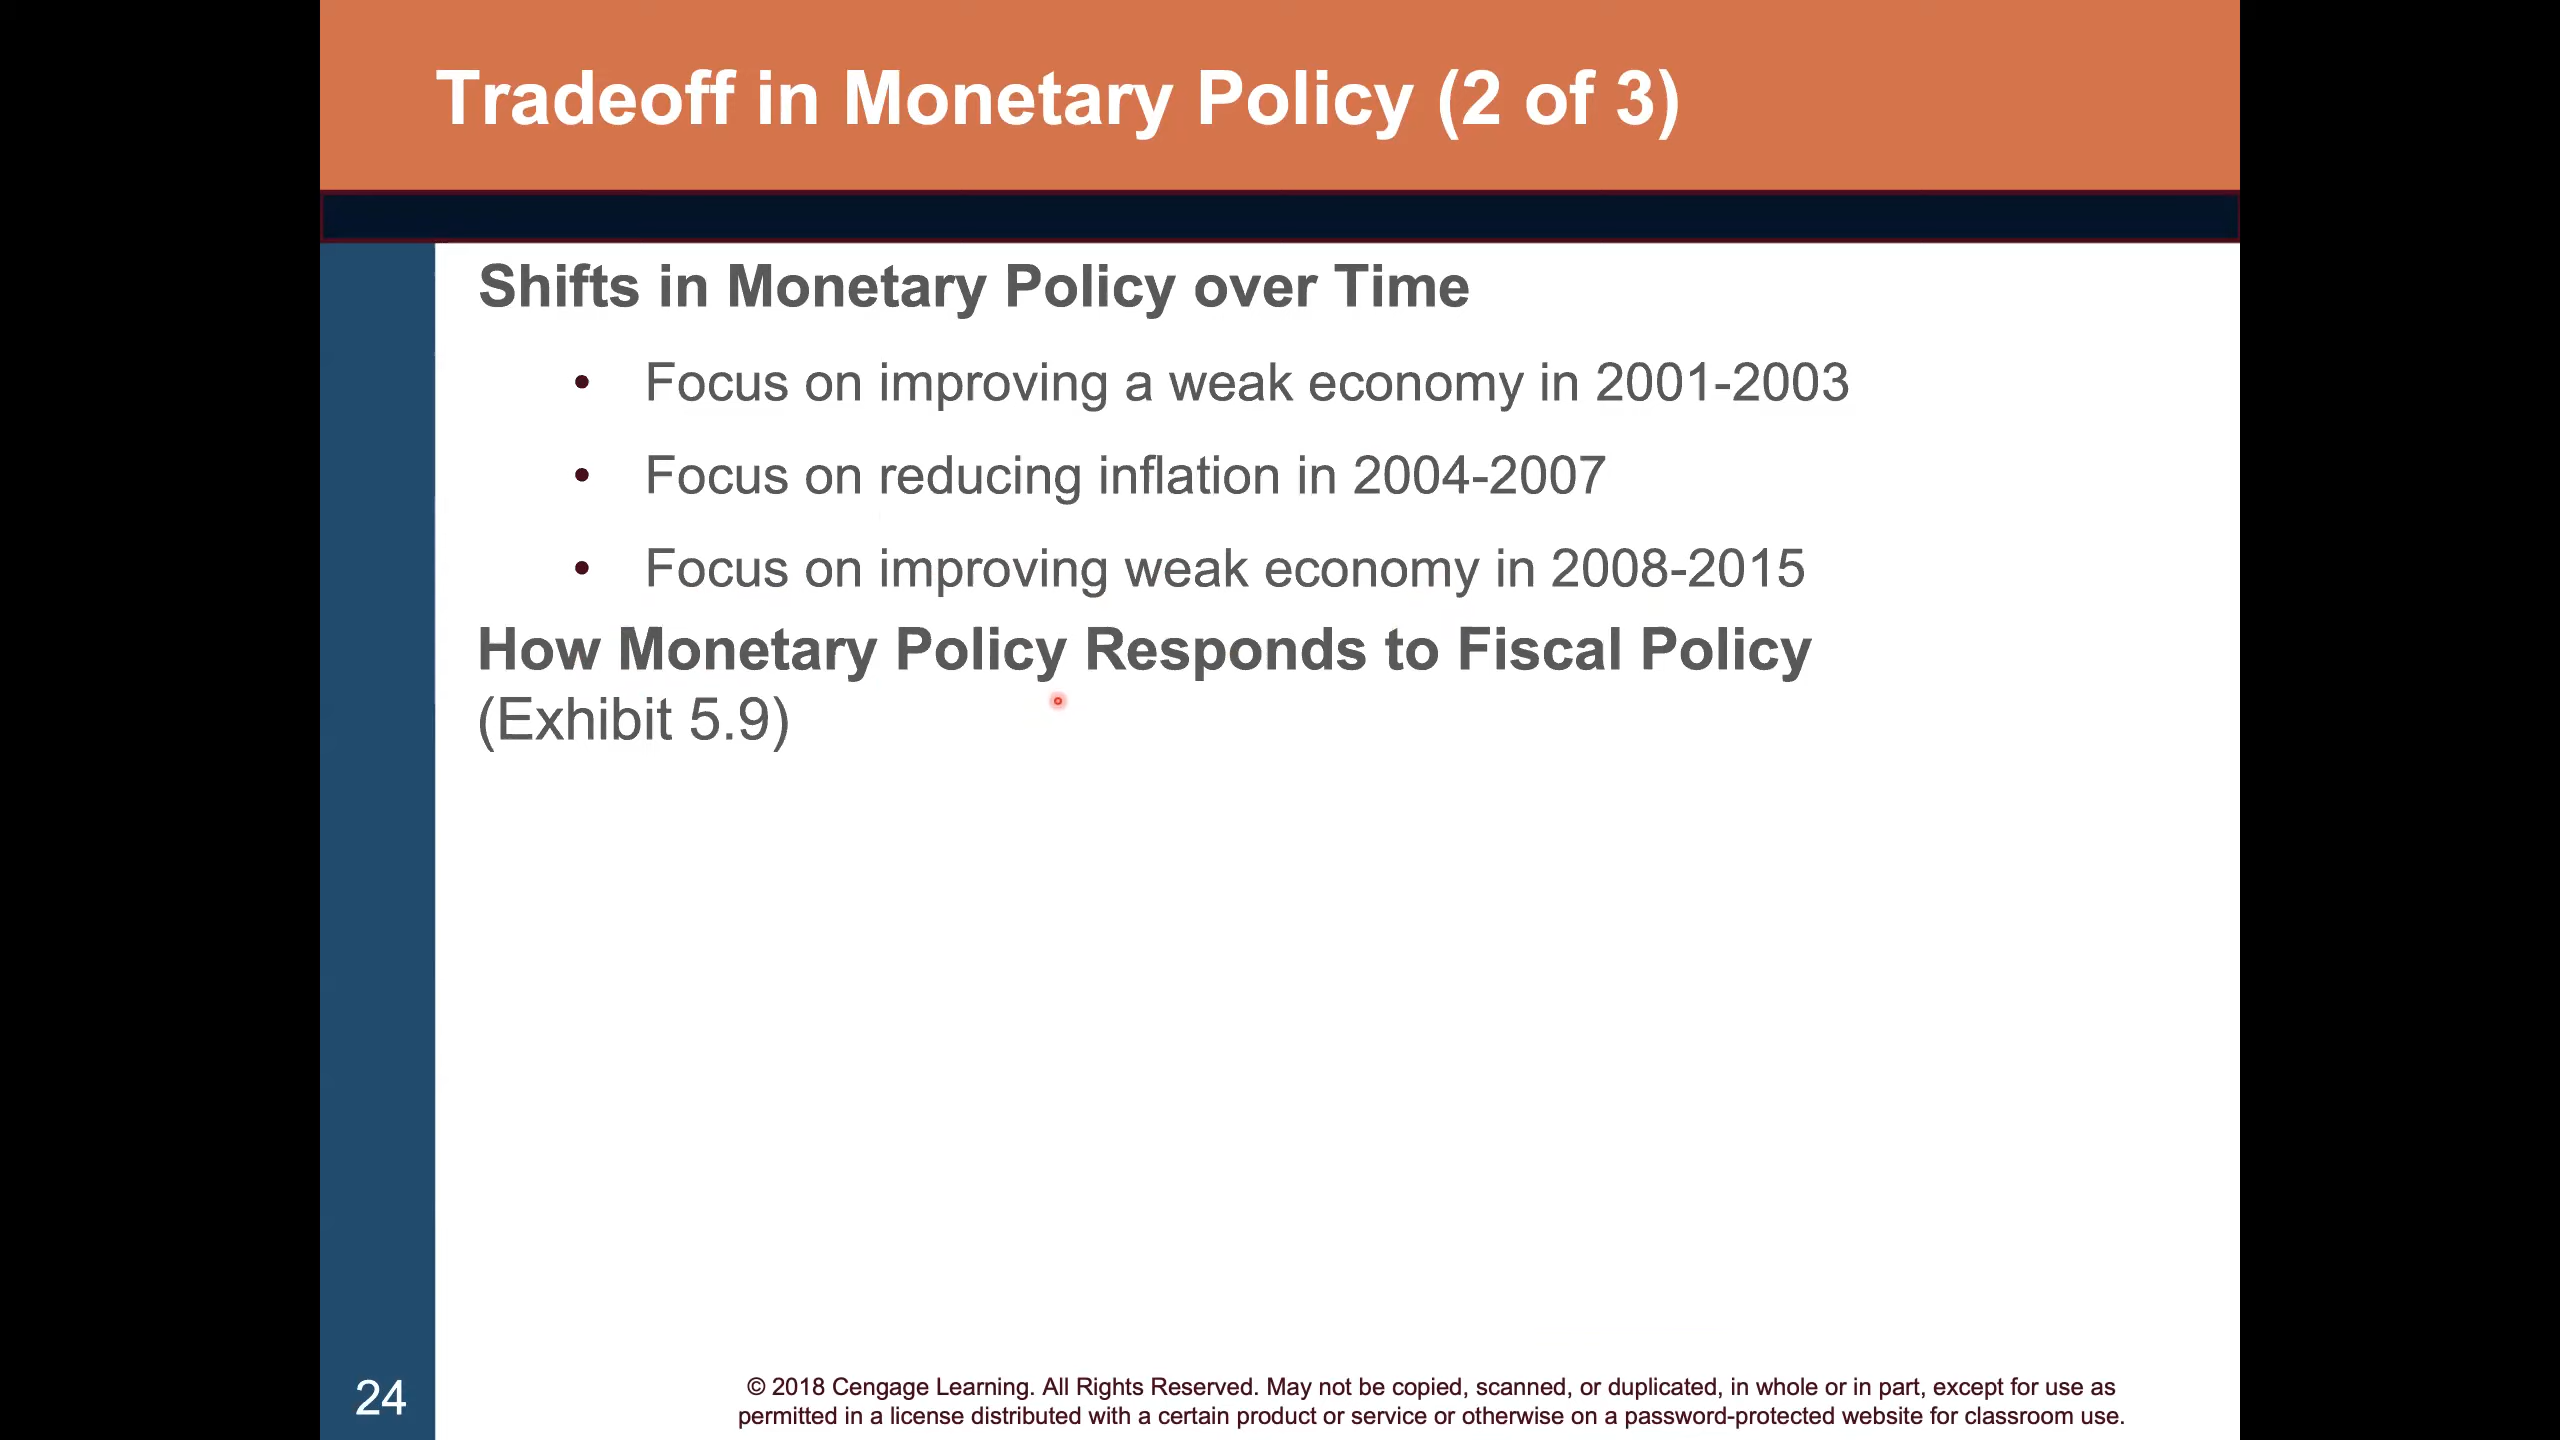 Tradeoff in Monetary Policy (2 of 3)
Shifts in Monetary Policy over Time
• Focus on improving a weak economy in 2001-2003
• Focus on reducing inflation in 2004-2007
• Focus on improving weak economy in 2008-2015
How Monetary Policy Responds to Fiscal Policy
(Exhibit 5.9)
24
© 2018 Cengage Learning. All Rights Reserved. May not be copied, scanned, or duplicated, in whole or in part, except for use as
permitted in a license distributed with a certain product or service or otherwise on a password-protected website for classroom use.